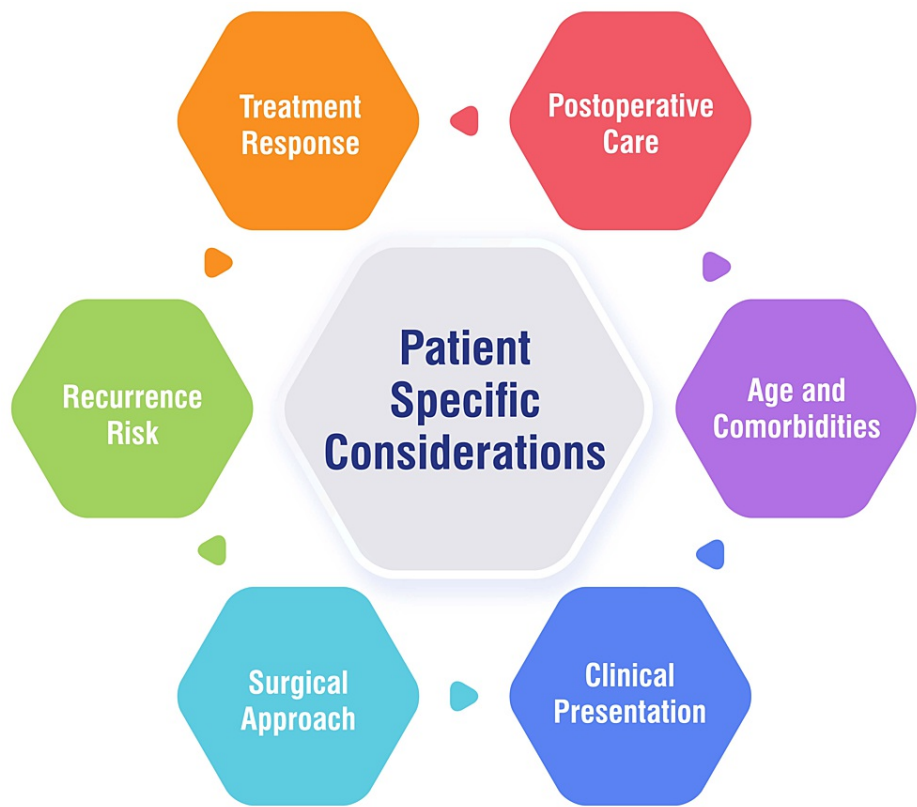 Treatment
Response
Postoperative
Care
Patient
Specific
Considerations
Recurrence
Risk
Age and
Comorbidities
Surgical
Approach
Clinical
Presentation